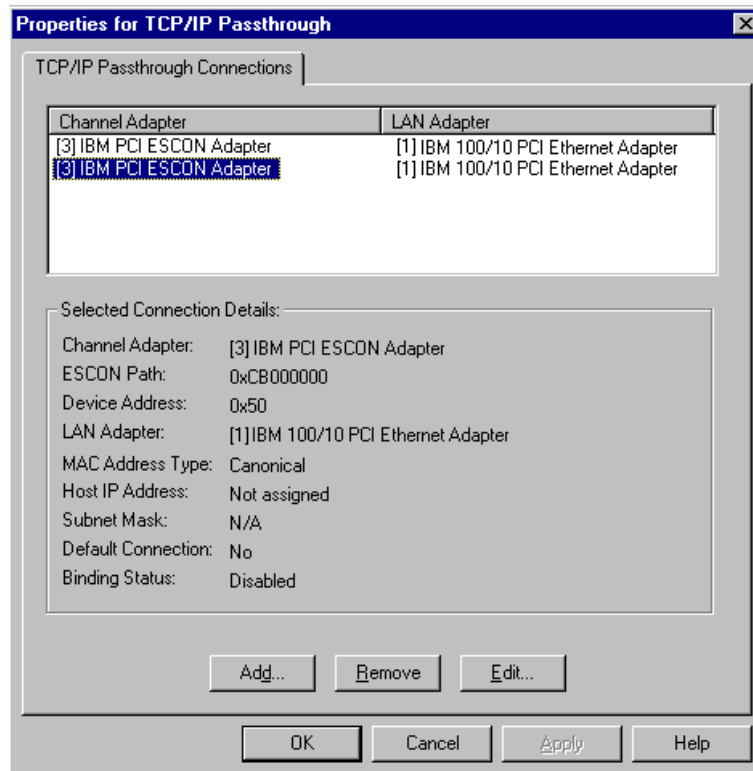 Properties for TCP/IP Passthrough
TCP/IP Passthrough Connections
Channel Adapter LAN Adapter
[3] IBM PCI ESCON Adapter [1] IBM 100/10 PCI Ethernet Adapter
[3] IBM PCI ESCON Adapter [1] IBM 100/10 PCI Ethernet Adapter
Selected Connection Details:
Channel Adapter: [3] IBM PCI ESCON Adapter
ESCON Path: 0xCB000000
Device Address: 0x50
LAN Adapter: [1] IBM 100/10 PCI Ethernet Adapter
MAC Address Type: Canonical
Host IP Address: Not assigned
Subnet Mask: N/A
Default Connection: No
Binding Status: Disabled
Add... Remove Edit...
OK Cancel Apply Help